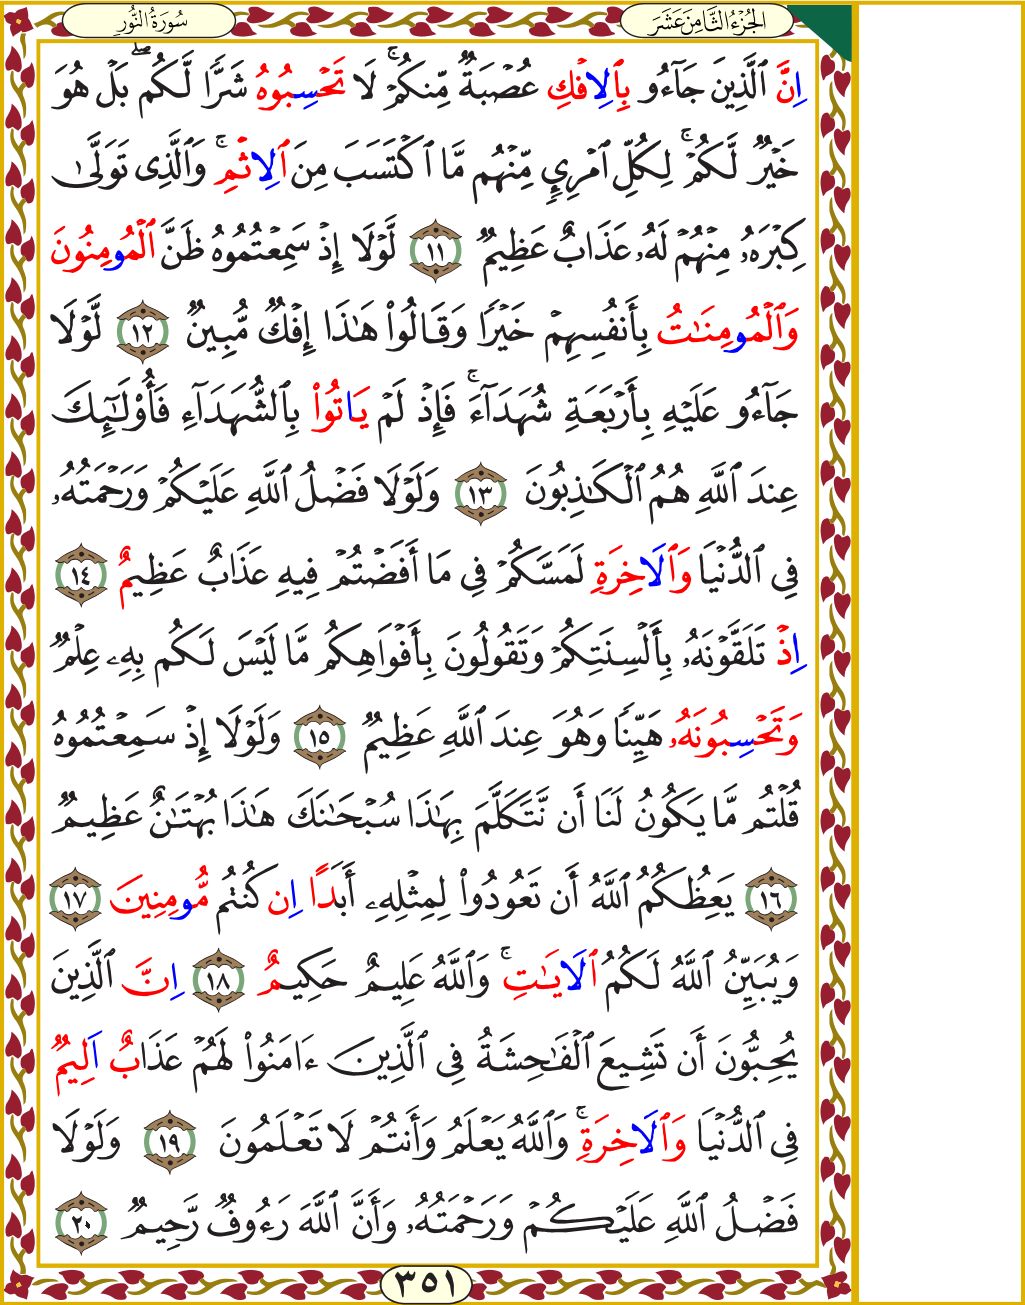 الجُزءُ الثَّامِنَ عَشَرَ
سُورَةُ النُّورِ
اِنَّ ٱلَّذِينَ جَآءُو بِٱلِافۡكِ عُصۡبَةٞ مِّنكُمۡۚ لَا تَحۡسِبُوهُ شَرّٗا لَّكُمۖ بَلۡ هُوَ
خَيۡرٞ لَّكُمۡۚ لِكُلِّ ٱمۡرِيٕٖ مِّنۡهُم مَّا ٱكۡتَسَبَ مِنَ ٱلِاثۡمِۚ وَٱلَّذِى تَوَلَّىٰ
كِبۡرَهُۥ مِنۡهُمۡ لَهُۥ عَذَابٌ عَظِيمٞ ١١ لَّوۡلَا إِذۡ سَمِعۡتُمُوهُ ظَنَّ ٱلۡمُومِنُونَ
وَٱلۡمُومِنَٰتُ بِأَنفُسِهِمۡ خَيۡرٗا وَقَالُواْ هَٰذَا إِفۡكٞ مُّبِينٞ ١٢ لَّوۡلَا
جَآءُو عَلَيۡهِ بِأَرۡبَعَةِ شُهَدَآءَۚ فَإِذۡ لَمۡ يَاتُواْ بِٱلشُّهَدَآءِ فَأُوْلَٰٓئِكَ
عِندَ ٱللَّهِ هُمُ ٱلۡكَٰذِبُونَ ١٣ وَلَوۡلَا فَضۡلُ ٱللَّهِ عَلَيۡكُمۡ وَرَحۡمَتُهُۥ
فِى ٱلدُّنۡيَا وَٱلَاخِرَةِ لَمَسَّكُمۡ فِى مَا أَفَضۡتُمۡ فِيهِ عَذَابٌ عَظِيمٌ ١٤
اِذۡ تَلَقَّوۡنَهُۥ بِأَلۡسِنَتِكُمۡ وَتَقُولُونَ بِأَفۡوَاهِكُم مَّا لَيۡسَ لَكُم بِهِۦ عِلۡمٞ
وَتَحۡسِبُونَهُۥ هَيِّنٗا وَهُوَ عِندَ ٱللَّهِ عَظِيمٞ ١٥ وَلَوۡلَا إِذۡ سَمِعۡتُمُوهُ
قُلۡتُم مَّا يَكُونُ لَنَا أَن نَّتَكَلَّمَ بِهَٰذَا سُبۡحَٰنَكَ هَٰذَا بُهۡتَٰنٌ عَظِيمٞ
١٦ يَعِظُكُمُ ٱللَّهُ أَن تَعُودُواْ لِمِثۡلِهِۦ أَبَدًا اِن كُنتُم مُّومِنِينَ ١٧
وَيُبَيِّنُ ٱللَّهُ لَكُمُ ٱلَايَٰتِۚ وَٱللَّهُ عَلِيمٌ حَكِيمٌ ١٨ اِنَّ ٱلَّذِينَ
يُحِبُّونَ أَن تَشِيعَ ٱلۡفَٰحِشَةُ فِى ٱلَّذِينَ ءَامَنُواْ لَهُمۡ عَذَابٌ اَلِيمٞ
فِى ٱلدُّنۡيَا وَٱلَاخِرَةِۚ وَٱللَّهُ يَعۡلَمُ وَأَنتُمۡ لَا تَعۡلَمُونَ ١٩ وَلَوۡلَا
فَضۡلُ ٱللَّهِ عَلَيۡكُمۡ وَرَحۡمَتُهُۥ وَأَنَّ ٱللَّهَ رَءُوفٞ رَّحِيمٞ ٢٠
٣٥١